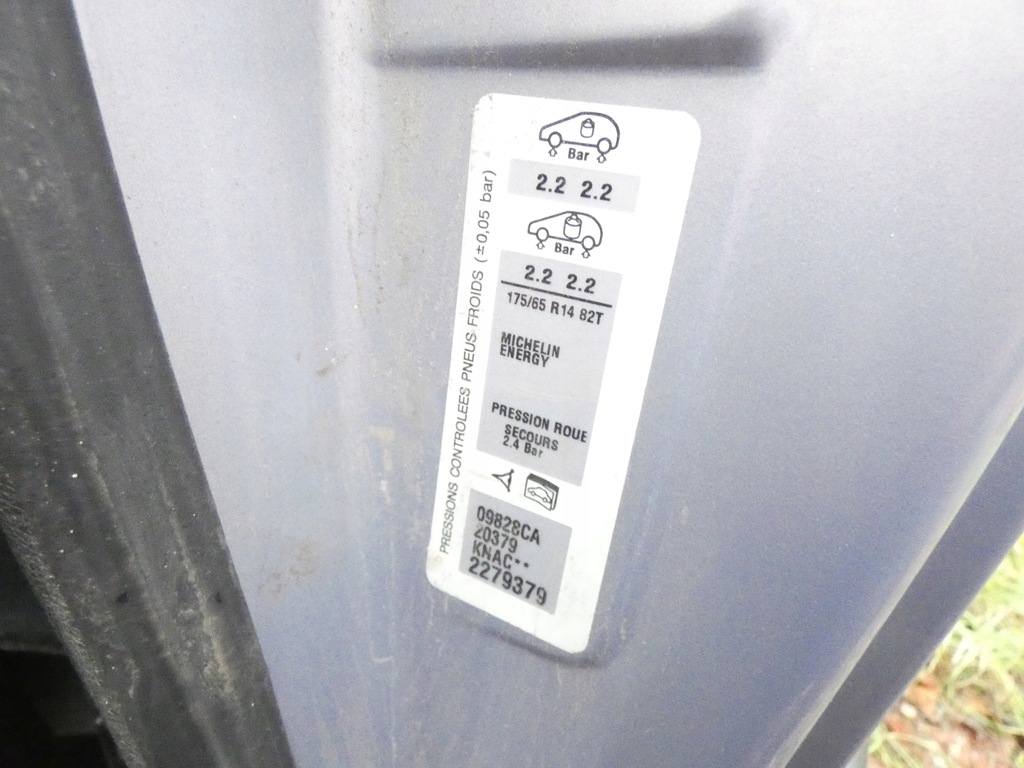 Bar
2.2 2.2
Bar
2.2 2.2
175/65 R14 82T
MICHELIN
ENERGY
PRESSION ROUE
SECOURS
2.4 Bar
09828CA
20379
KNAC**
2279379
PRESSIONS CONTROLEES PNEUS FROIDS (±0,05 bar)